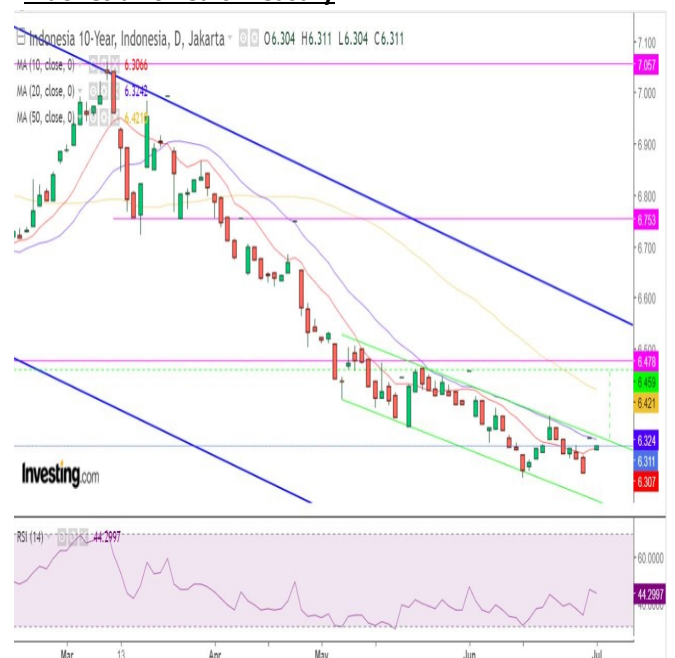 Indonesia 10-Year, Indonesia, D, Jakarta O6.304 H6.311 L6.304 C6.311
MA (10, close, 0) 6.3066
MA (20, close, 0) 6.3242
MA (50, close, 0)
7.100
7.057
7.000
6.900
6.800
6.753
6.700
6.600
6.478
6.459
6.421
6.324
6.311
6.307
Investing.com
RSI (14) 44.2997
60.0000
44.2997
Mar 13 Apr May Jun Jul